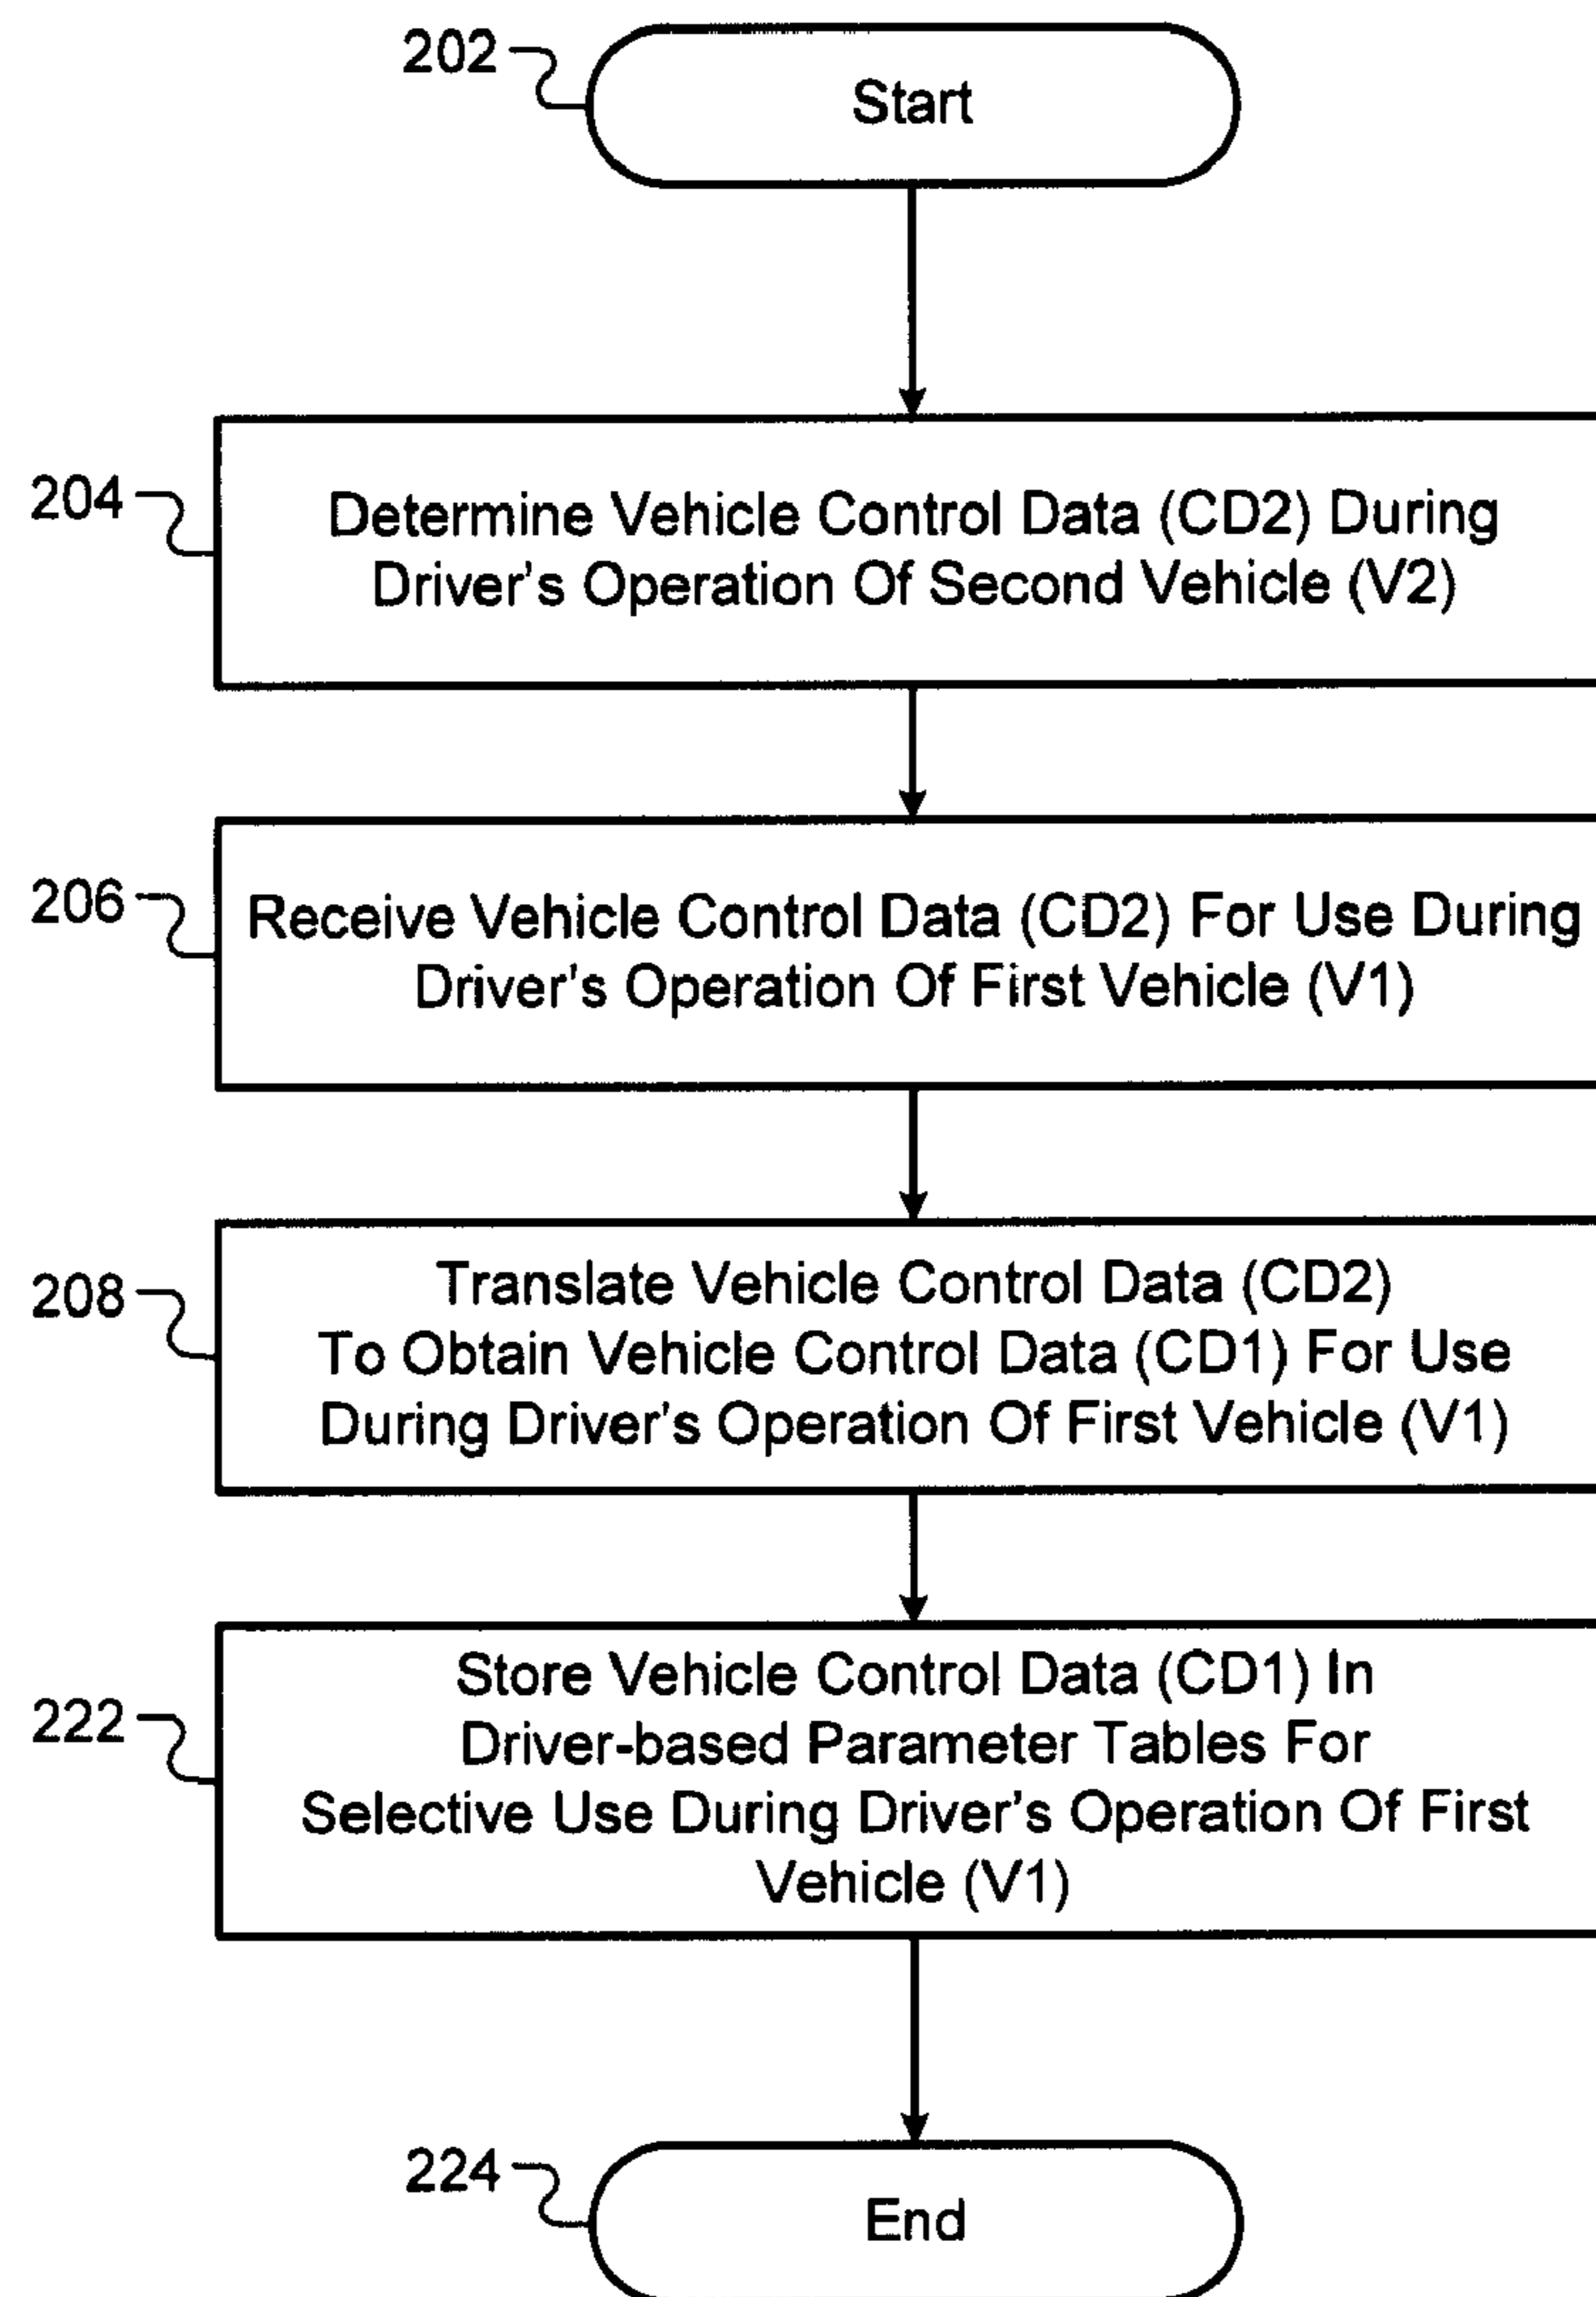 202
Start
204
Determine Vehicle Control Data (CD2) During
Driver's Operation Of Second Vehicle (V2)
206
Receive Vehicle Control Data (CD2) For Use During
Driver's Operation Of First Vehicle (V1)
208
Translate Vehicle Control Data (CD2)
To Obtain Vehicle Control Data (CD1) For Use
During Driver's Operation Of First Vehicle (V1)
222
Store Vehicle Control Data (CD1) In
Driver-based Parameter Tables For
Selective Use During Driver's Operation Of First
Vehicle (V1)
224
End